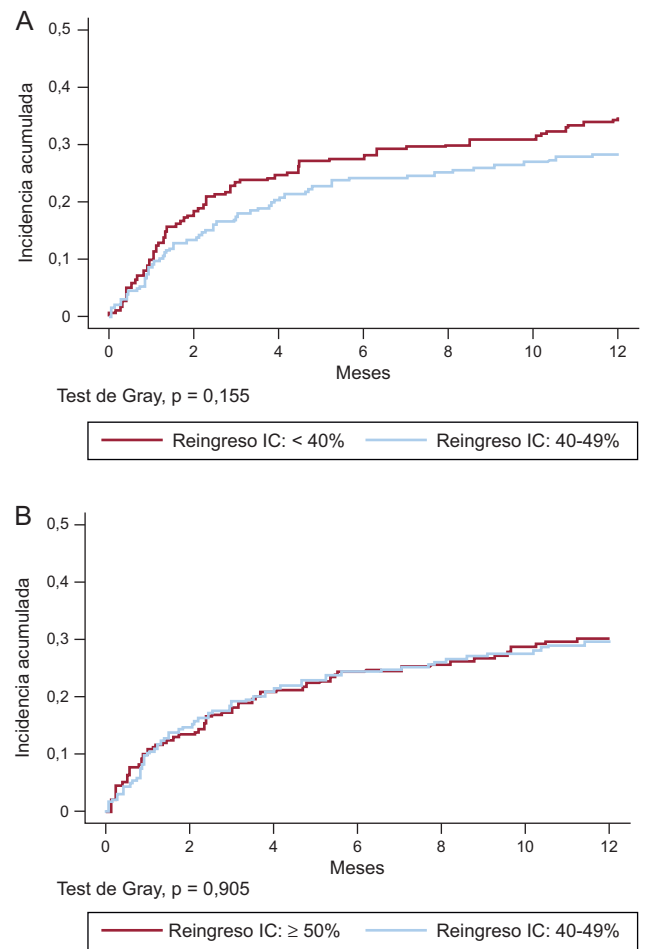 A
0,5
0,4
0,3
0,2
0,1
0
Incidencia acumulada
0 2 4 6 8 10 12
Meses
Test de Gray, p = 0,155
Reingreso IC: < 40% Reingreso IC: 40-49%
B
0,5
0,4
0,3
0,2
0,1
0
Incidencia acumulada
0 2 4 6 8 10 12
Meses
Test de Gray, p = 0,905
Reingreso IC: ≥ 50% Reingreso IC: 40-49%